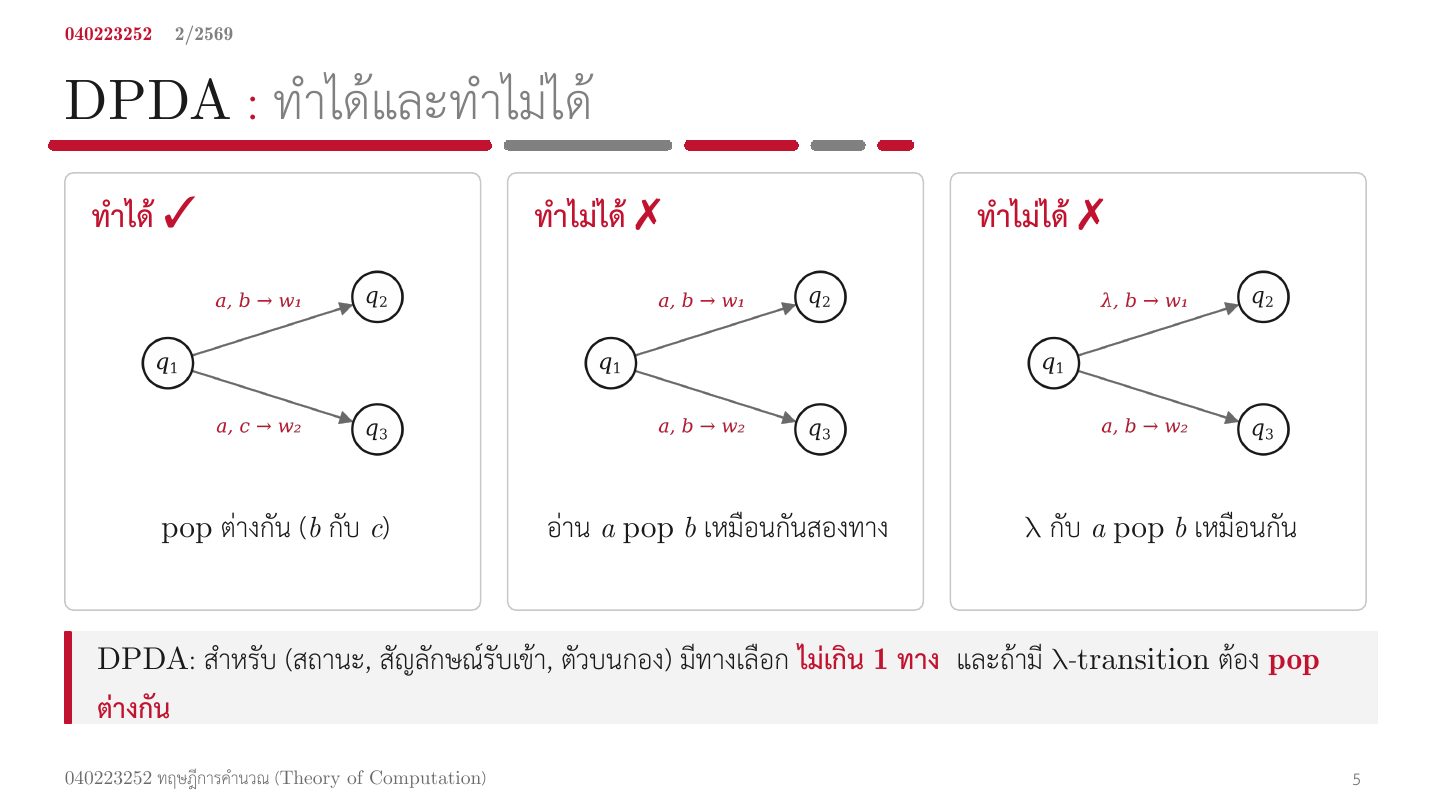 040223252 2/2569
DPDA : ทำได้และทำไม่ได้
ทำได้ ✓
a, b → w₁
q₂
q₁
a, c → w₂
q₃
pop ต่างกัน (b กับ c)
ทำไม่ได้ ✗
a, b → w₁
q₂
q₁
a, b → w₂
q₃
อ่าน a pop b เหมือนกันสองทาง
ทำไม่ได้ ✗
λ, b → w₁
q₂
q₁
a, b → w₂
q₃
λ กับ a pop b เหมือนกัน
DPDA: สำหรับ (สถานะ, สัญลักษณ์รับเข้า, ตัวบนกอง) มีทางเลือก ไม่เกิน 1 ทาง และถ้ามี λ-transition ต้อง pop
ต่างกัน
040223252 ทฤษฎีการคำนวณ (Theory of Computation)
5